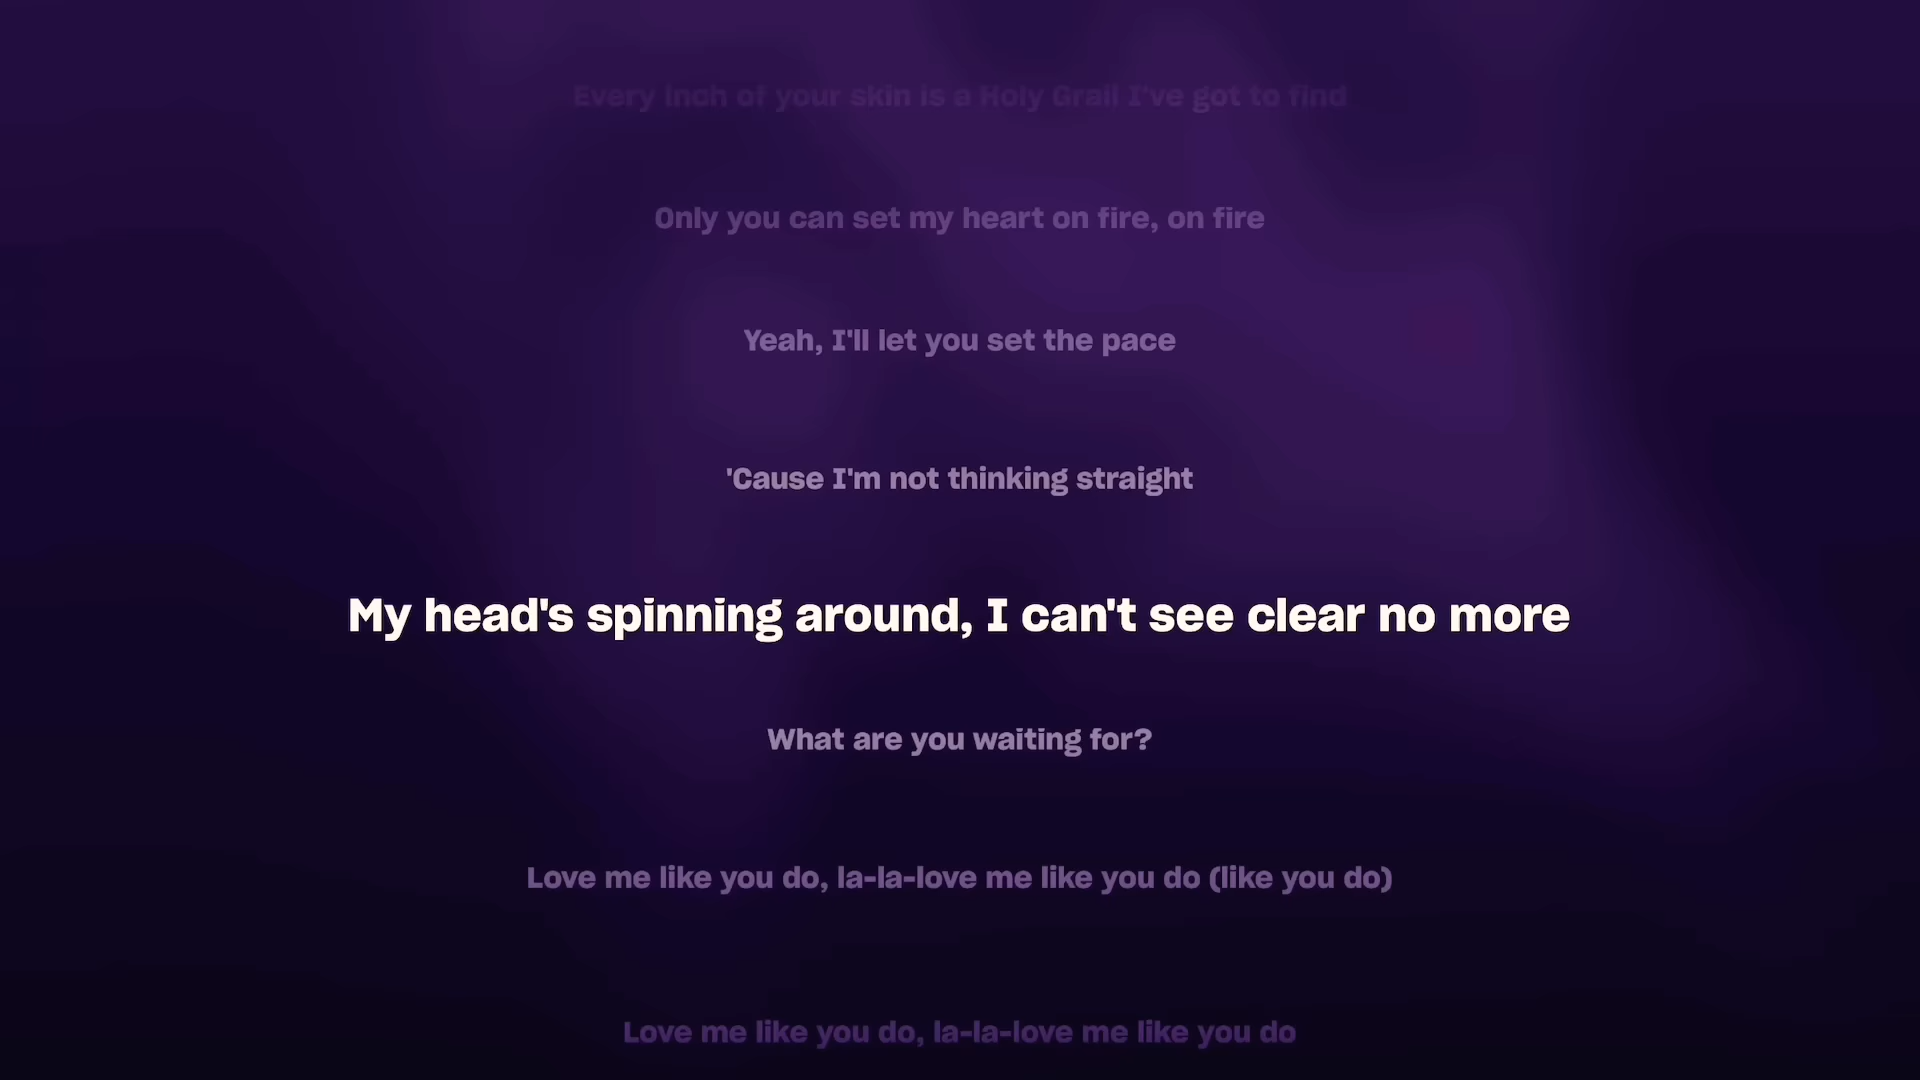 Every inch of your skin is a Holy Grail I've got to find
Only you can set my heart on fire, on fire
Yeah, I'll let you set the pace
'Cause I'm not thinking straight
My head's spinning around, I can't see clear no more
What are you waiting for?
Love me like you do, la-la-love me like you do (like you do)
Love me like you do, la-la-love me like you do